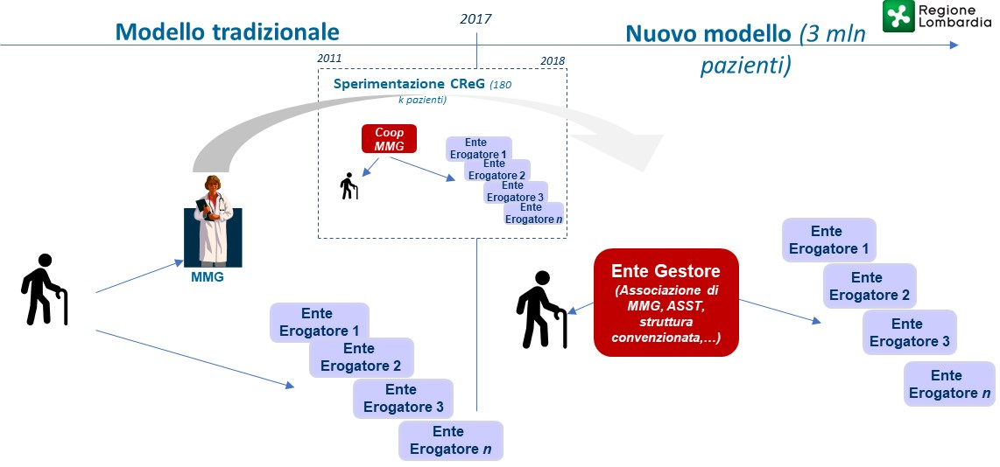 2017
Regione
Lombardia
Modello tradizionale
Nuovo modello (3 mln
pazienti)
2011
2018
Sperimentazione CReG (180
k pazienti)
Coop
MMG
Ente
Erogatore 1
Ente
Erogatore 2
Ente
Erogatore 3
Ente
Erogatore n
MMG
Ente
Erogatore 1
Ente
Erogatore 2
Ente
Erogatore 3
Ente
Erogatore n
Ente Gestore
(Associazione di
MMG, ASST,
struttura
convenzionata,...)
Ente
Erogatore 1
Ente
Erogatore 2
Ente
Erogatore 3
Ente
Erogatore n